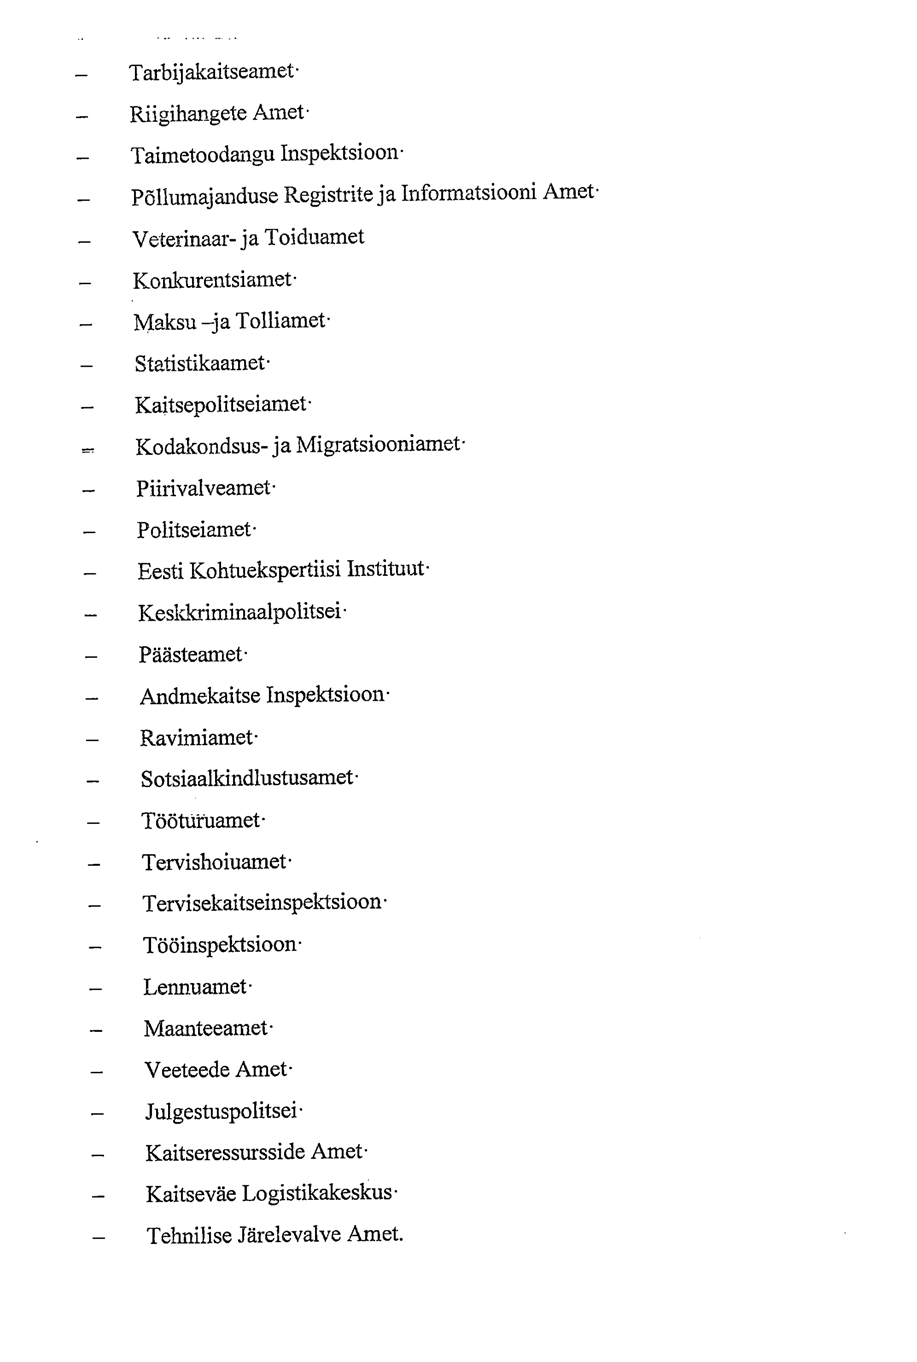 – Tarbijakaitseamet·
– Riigihangete Amet·
– Taimetoodangu Inspektsioon·
– Põllumajanduse Registrite ja Informatsiooni Amet·
– Veterinaar- ja Toiduamet
– Konkurentsiamet·
– Maksu –ja Tolliamet·
– Statistikaamet·
– Kaitsepolitseiamet·
– Kodakondsus- ja Migratsiooniamet·
– Piirivalveamet·
– Politseiamet·
– Eesti Kohtuekspertiisi Instituut·
– Keskkriminaalpolitsei·
– Päästeamet·
– Andmekaitse Inspektsioon·
– Ravimiamet·
– Sotsiaalkindlustusamet·
– Tööturuamet·
– Tervishoiuamet·
– Tervisekaitseinspektsioon·
– Tööinspektsioon·
– Lennuamet·
– Maanteeamet·
– Veeteede Amet·
– Julgestuspolitsei·
– Kaitseressursside Amet·
– Kaitseväe Logistikakeskus·
– Tehnilise Järelevalve Amet.